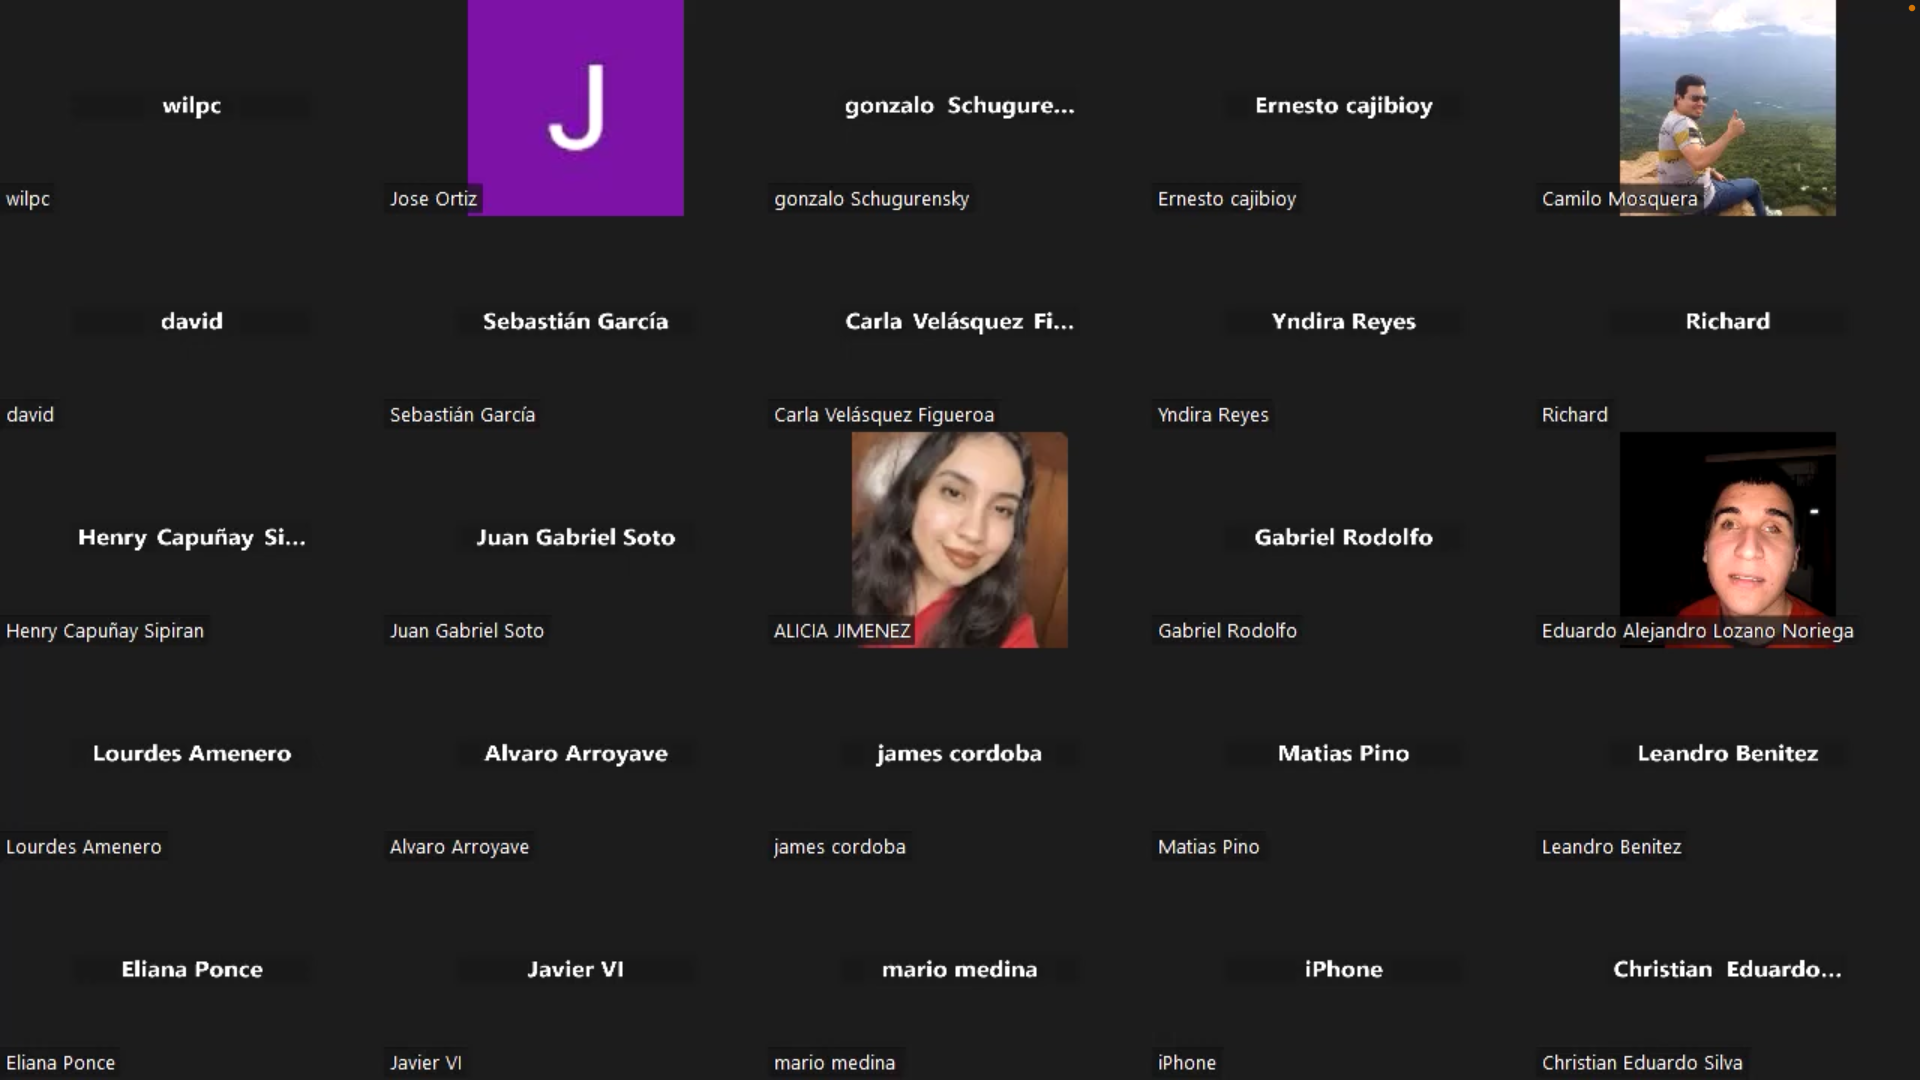 wilpc
J
gonzalo Schugure...
Ernesto cajibioy
wilpc
Jose Ortiz
gonzalo Schugurensky
Ernesto cajibioy
Camilo Mosquera
david
Sebastián García
Carla Velásquez Fi...
Yndira Reyes
Richard
david
Sebastián García
Carla Velásquez Figueroa
Yndira Reyes
Richard
Henry Capuñay Si...
Juan Gabriel Soto
Gabriel Rodolfo
Henry Capuñay Sipiran
Juan Gabriel Soto
ALICIA JIMENEZ
Gabriel Rodolfo
Eduardo Alejandro Lozano Noriega
Lourdes Amenero
Alvaro Arroyave
james cordoba
Matias Pino
Leandro Benitez
Lourdes Amenero
Alvaro Arroyave
james cordoba
Matias Pino
Leandro Benitez
Eliana Ponce
Javier VI
mario medina
iPhone
Christian Eduardo...
Eliana Ponce
Javier VI
mario medina
iPhone
Christian Eduardo Silva